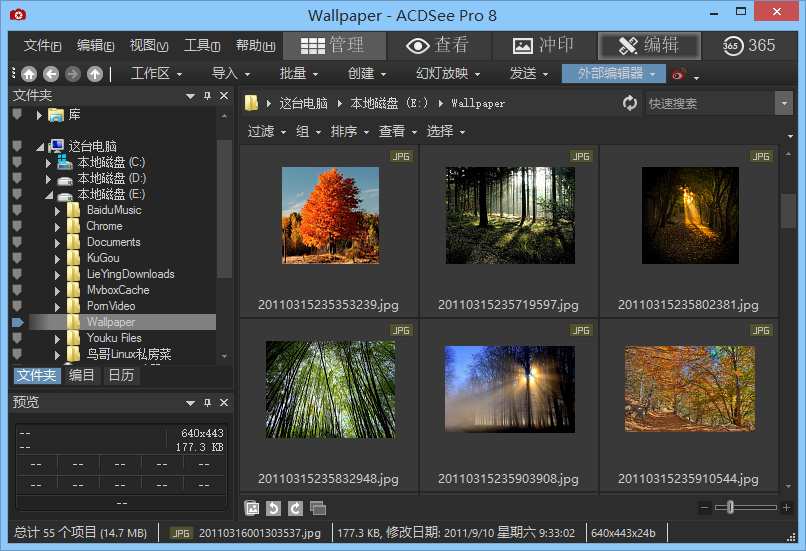 Wallpaper - ACDSee Pro 8
文件(F) 编辑(E) 视图(V) 工具(T) 帮助(H) 管理 查看 冲印 编辑 365 365
工作区 导入 批量 创建 幻灯放映 发送 外部编辑器
文件夹
这台电脑 本地磁盘 (E:) Wallpaper
快速搜索
过滤 组 排序 查看 选择
库
这台电脑
本地磁盘 (C:)
本地磁盘 (D:)
本地磁盘 (E:)
BaiduMusic
Chrome
Documents
KuGou
LieYingDownloads
MvboxCache
PornVideo
Wallpaper
Youku Files
鸟哥Linux私房菜
文件夹 编目 日历
JPG JPG JPG
20110315235353239.jpg 20110315235719597.jpg 20110315235802381.jpg
JPG JPG JPG
20110315235832948.jpg 20110315235903908.jpg 20110315235910544.jpg
预览
-- 640x443
-- 177.3 KB
-- -- -- -- --
-- -- -- -- --
--
总计 55 个项目 (14.7 MB) JPG 20110316001303537.jpg 177.3 KB, 修改日期: 2011/9/10 星期六 9:33:02 640x443x24b